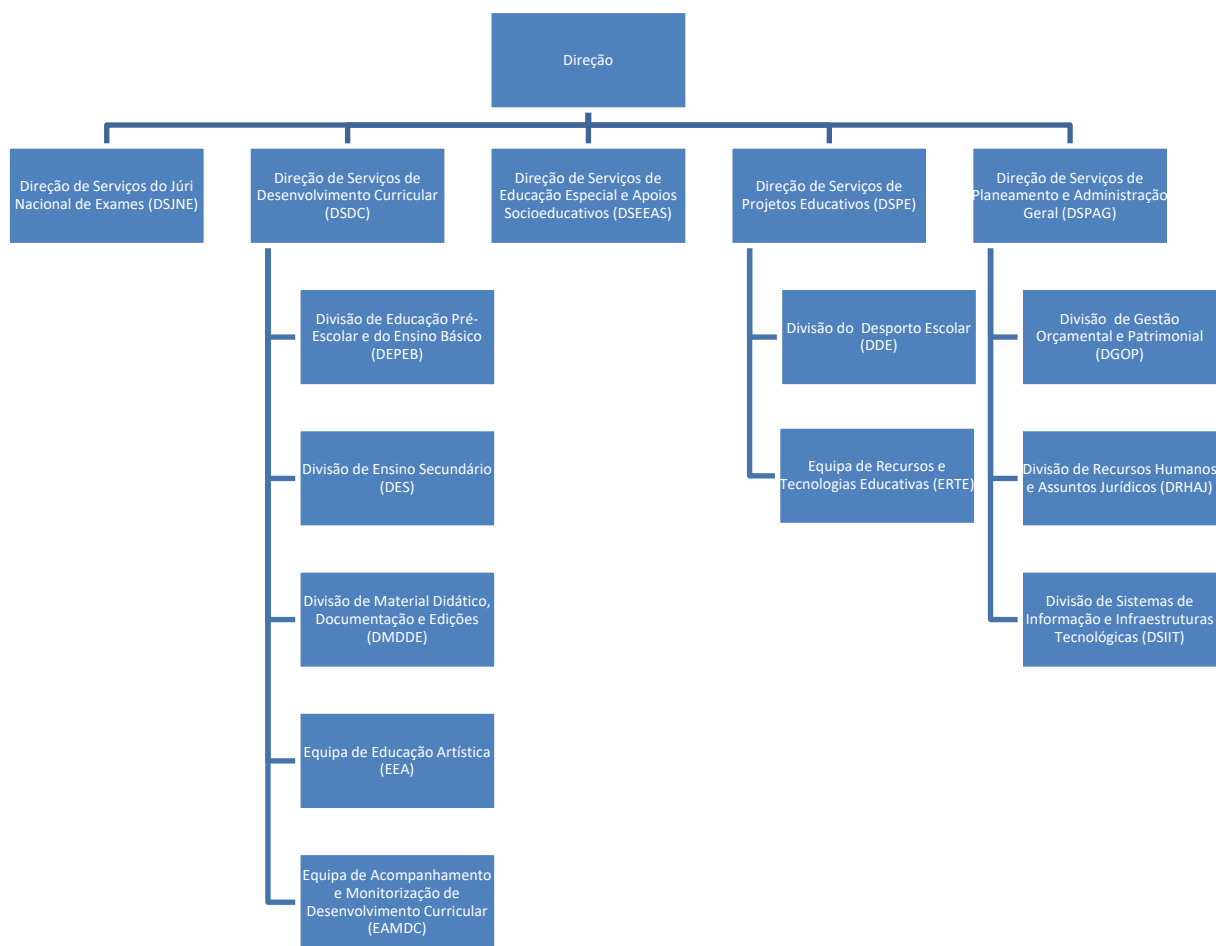 Direção
Direção de Serviços do Júri
Nacional de Exames (DSJNE)
Direção de Serviços de
Desenvolvimento Curricular
(DSDC)
Direção de Serviços de
Educação Especial e Apoios
Socioeducativos (DSEEAS)
Direção de Serviços de
Projetos Educativos (DSPE)
Direção de Serviços de
Planeamento e Administração
Geral (DSPAG)
Divisão de Educação Pré-
Escolar e do Ensino Básico
(DEPEB)
Divisão de Ensino Secundário
(DES)
Divisão de Material Didático,
Documentação e Edições
(DMDDE)
Equipa de Educação Artística
(EEA)
Equipa de Acompanhamento
e Monitorização de
Desenvolvimento Curricular
(EAMDC)
Divisão do Desporto Escolar
(DDE)
Equipa de Recursos e
Tecnologias Educativas (ERTE)
Divisão de Gestão
Orçamental e Patrimonial
(DGOP)
Divisão de Recursos Humanos
e Assuntos Jurídicos (DRHAJ)
Divisão de Sistemas de
Informação e Infraestruturas
Tecnológicas (DSIIT)